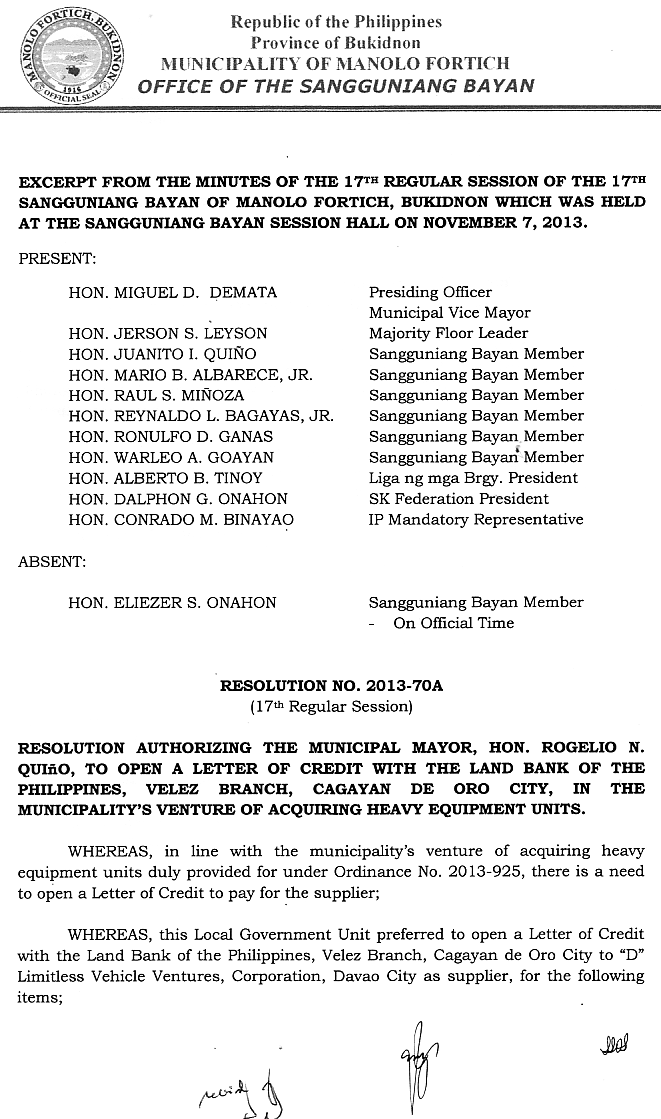 Republic of the Philippines
Province of Bukidnon
MUNICIPALITY OF MANOLO FORTICH
OFFICE OF THE SANGGUNIANG BAYAN
MANOLO FORTICH, BUKIDNON
1914
OFFICIAL SEAL
EXCERPT FROM THE MINUTES OF THE 17TH REGULAR SESSION OF THE 17TH
SANGGUNIANG BAYAN OF MANOLO FORTICH, BUKIDNON WHICH WAS HELD
AT THE SANGGUNIANG BAYAN SESSION HALL ON NOVEMBER 7, 2013.
PRESENT:
HON. MIGUEL D. DEMATA Presiding Officer
Municipal Vice Mayor
HON. JERSON S. LEYSON Majority Floor Leader
HON. JUANITO I. QUIÑO Sangguniang Bayan Member
HON. MARIO B. ALBARECE, JR. Sangguniang Bayan Member
HON. RAUL S. MIÑOZA Sangguniang Bayan Member
HON. REYNALDO L. BAGAYAS, JR. Sangguniang Bayan Member
HON. RONULFO D. GANAS Sangguniang Bayan Member
HON. WARLEO A. GOAYAN Sangguniang Bayan Member
HON. ALBERTO B. TINOY Liga ng mga Brgy. President
HON. DALPHON G. ONAHON SK Federation President
HON. CONRADO M. BINAYAO IP Mandatory Representative
ABSENT:
HON. ELIEZER S. ONAHON Sangguniang Bayan Member
- On Official Time
RESOLUTION NO. 2013-70A
(17th Regular Session)
RESOLUTION AUTHORIZING THE MUNICIPAL MAYOR, HON. ROGELIO N.
QUIñO, TO OPEN A LETTER OF CREDIT WITH THE LAND BANK OF THE
PHILIPPINES, VELEZ BRANCH, CAGAYAN DE ORO CITY, IN THE
MUNICIPALITY'S VENTURE OF ACQUIRING HEAVY EQUIPMENT UNITS.
WHEREAS, in line with the municipality's venture of acquiring heavy
equipment units duly provided for under Ordinance No. 2013-925, there is a need
to open a Letter of Credit to pay for the supplier;
WHEREAS, this Local Government Unit preferred to open a Letter of Credit
with the Land Bank of the Philippines, Velez Branch, Cagayan de Oro City to "D"
Limitless Vehicle Ventures, Corporation, Davao City as supplier, for the following
items;